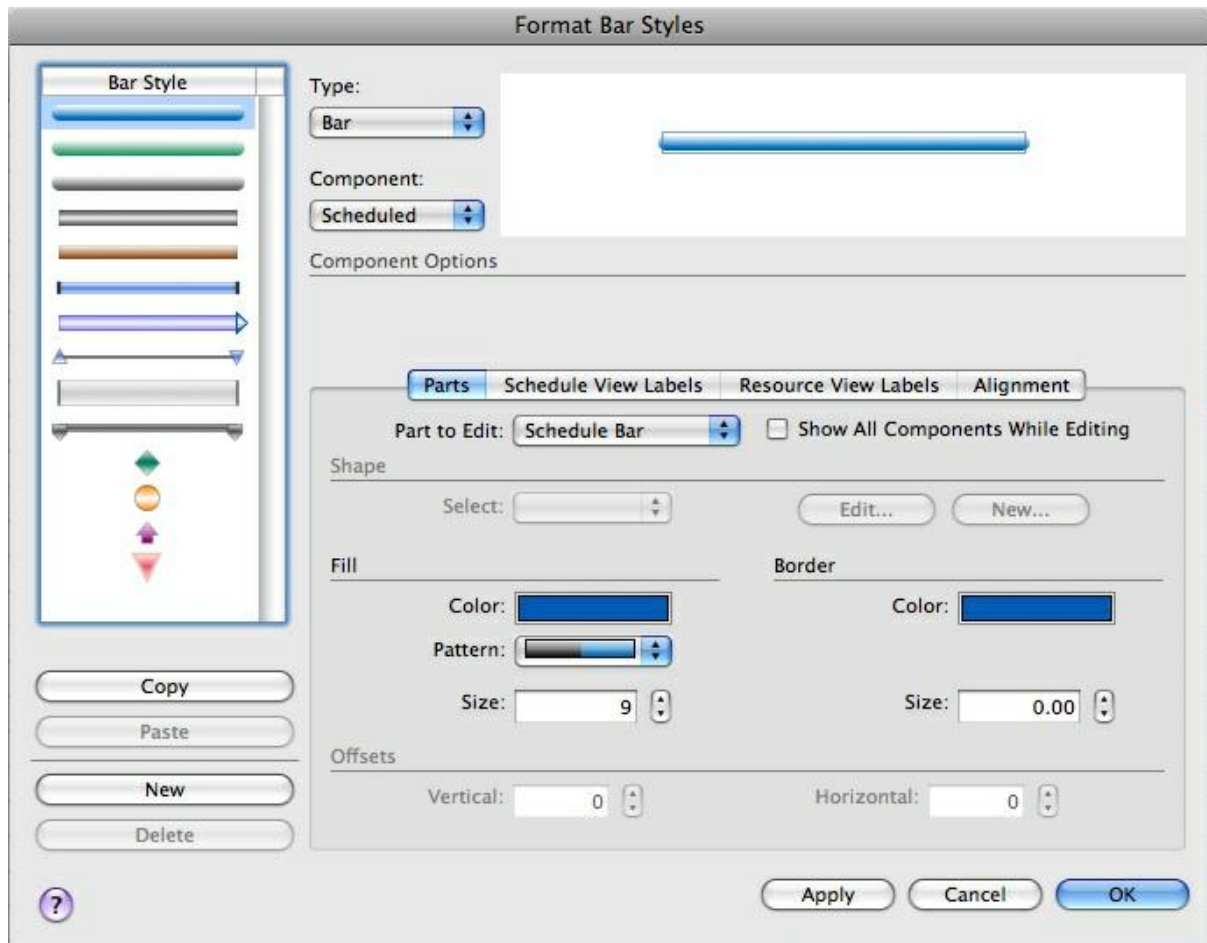 Format Bar Styles
Bar Style
Type:
Bar
Component:
Scheduled
Component Options
Parts Schedule View Labels Resource View Labels Alignment
Part to Edit: Schedule Bar Show All Components While Editing
Shape
Select: Edit... New...
Fill Border
Color: Color:
Pattern:
Size: 9 Size: 0.00
Offsets
Vertical: 0 Horizontal: 0
Copy
Paste
New
Delete
?
Apply Cancel OK